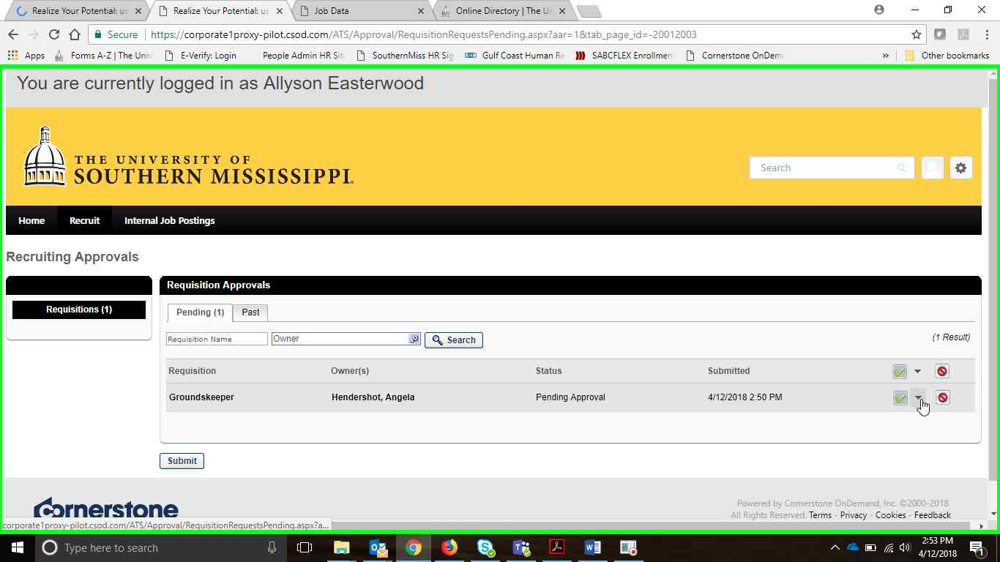 Realize Your Potential: us
Realize Your Potential: us
Job Data
Online Directory | The Un
Secure
https://corporate1proxy-pilot.csod.com/ATS/Approval/RequisitionRequestsPending.aspx?aar=1&tab_page_id=-20012003
Apps
Forms A-Z | The Univ
E-Verify: Login
People Admin HR Site
SouthernMiss HR Sig
Gulf Coast Human Re
SABCFLEX Enrollment
Cornerstone OnDema
»
Other bookmarks
You are currently logged in as Allyson Easterwood
THE UNIVERSITY OF
SOUTHERN MISSISSIPPI
Search
Home
Recruit
Internal Job Postings
Recruiting Approvals
Requisitions (1)
Requisition Approvals
Pending (1)
Past
Requisition Name
Owner
Search
(1 Result)
Requisition Owner(s) Status Submitted
Groundskeeper Hendershot, Angela Pending Approval 4/12/2018 2:50 PM
Submit
cornerstone
Powered by Cornerstone OnDemand, Inc. ©2000-2018
All Rights Reserved. Terms - Privacy - Cookies - Feedback
corporate1proxy-pilot.csod.com/ATS/Approval/RequisitionRequestsPending.aspx?a...
Type here to search
2:53 PM
4/12/2018
1